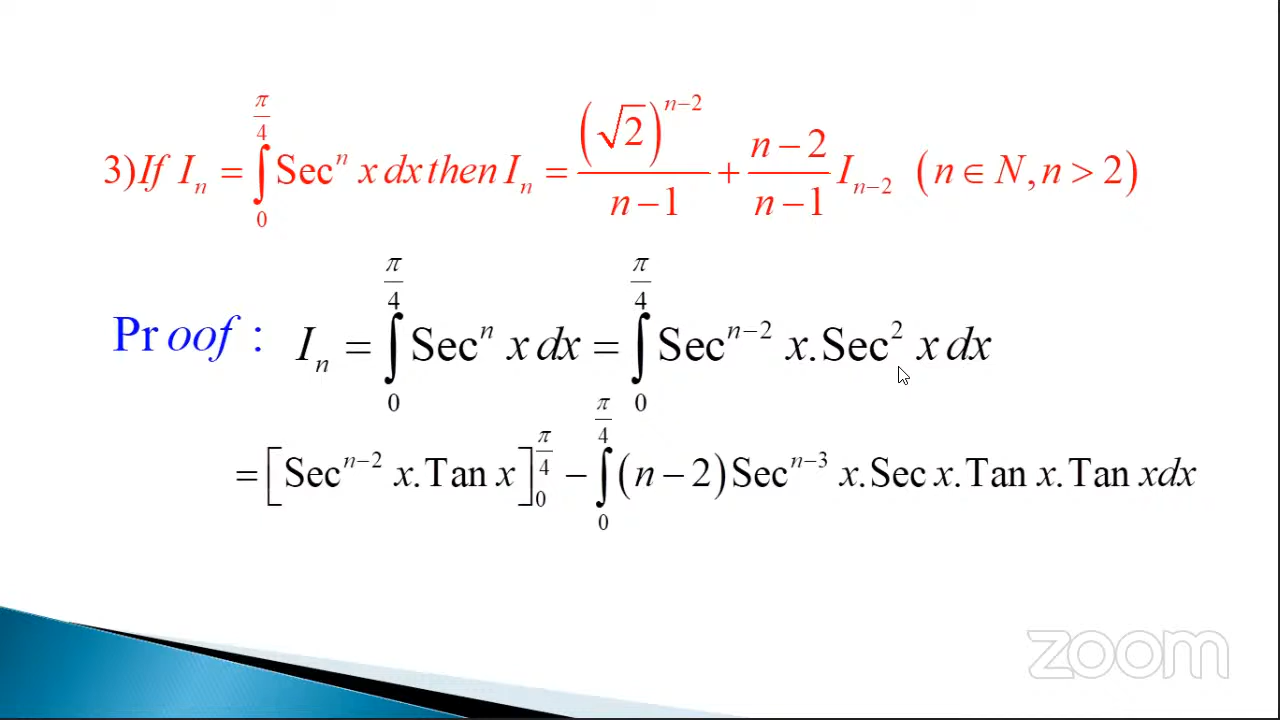 3) If I_n = ∫_0^{π/4} Sec^n x dx then I_n = (√2)^{n−2} / (n−1) + (n−2)/(n−1) I_{n−2} (n ∈ N, n > 2)
Proof : I_n = ∫_0^{π/4} Sec^n x dx = ∫_0^{π/4} Sec^{n−2} x.Sec^2 x dx
= [Sec^{n−2} x.Tan x]_0^{π/4} − ∫_0^{π/4} (n−2) Sec^{n−3} x.Sec x.Tan x.Tan xdx
zoom